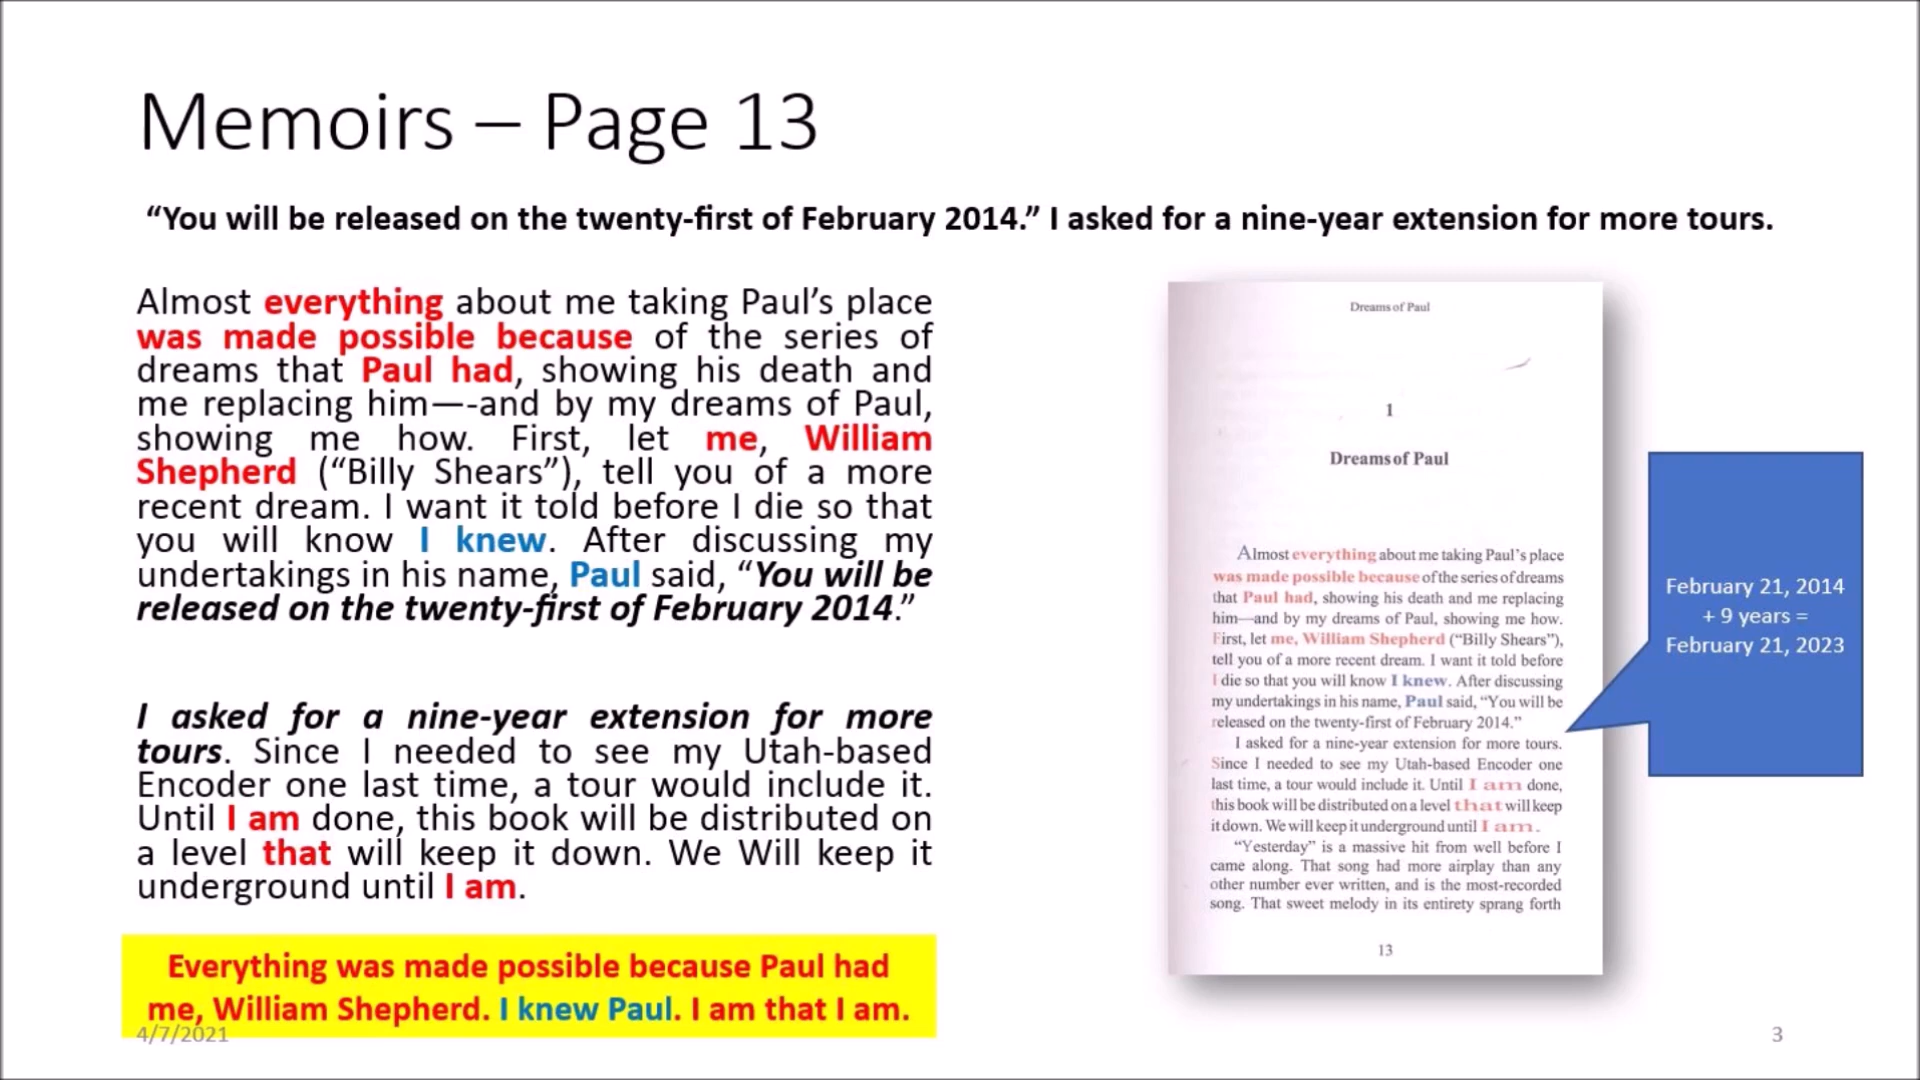 Memoirs – Page 13
“You will be released on the twenty-first of February 2014.” I asked for a nine-year extension for more tours.
Almost everything about me taking Paul’s place
was made possible because of the series of
dreams that Paul had, showing his death and
me replacing him—-and by my dreams of Paul,
showing me how. First, let me, William
Shepherd (“Billy Shears”), tell you of a more
recent dream. I want it told before I die so that
you will know I knew. After discussing my
undertakings in his name, Paul said, “You will be
released on the twenty-first of February 2014.”
I asked for a nine-year extension for more
tours. Since I needed to see my Utah-based
Encoder one last time, a tour would include it.
Until I am done, this book will be distributed on
a level that will keep it down. We Will keep it
underground until I am.
Everything was made possible because Paul had
me, William Shepherd. I knew Paul. I am that I am.
4/7/2021
Dreams of Paul
1
Dreams of Paul
Almost everything about me taking Paul’s place
was made possible because of the series of dreams
that Paul had, showing his death and me replacing
him—and by my dreams of Paul, showing me how.
First, let me, William Shepherd (“Billy Shears”),
tell you of a more recent dream. I want it told before
I die so that you will know I knew. After discussing
my undertakings in his name, Paul said, “You will be
released on the twenty-first of February 2014.”
I asked for a nine-year extension for more tours.
Since I needed to see my Utah-based Encoder one
last time, a tour would include it. Until I am done,
this book will be distributed on a level that will keep
it down. We will keep it underground until I am.
“Yesterday” is a massive hit from well before I
came along. That song had more airplay than any
other number ever written, and is the most-recorded
song. That sweet melody in its entirety sprang forth
13
February 21, 2014
+ 9 years =
February 21, 2023
3